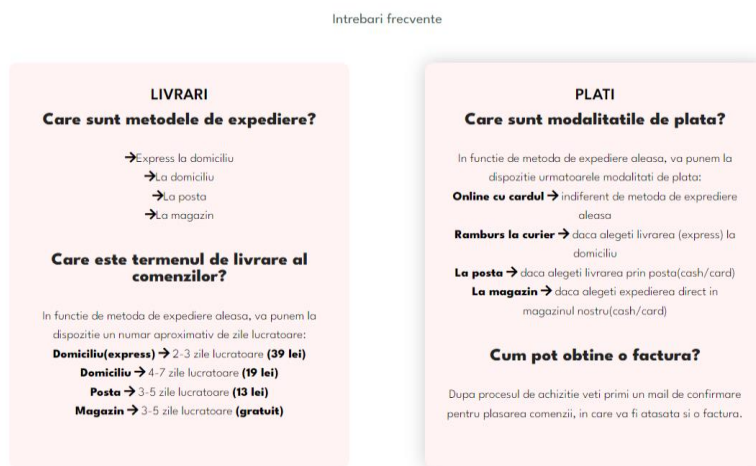 Intrebari frecvente
LIVRARI
Care sunt metodele de expediere?
→Express la domiciliu
→La domiciliu
→La posta
→La magazin
Care este termenul de livrare al
comenzilor?
In functie de metoda de expediere aleasa, va punem la
dispozitie un numar aproximativ de zile lucratoare:
Domiciliu(express) → 2-3 zile lucratoare (39 lei)
Domiciliu → 4-7 zile lucratoare (19 lei)
Posta → 3-5 zile lucratoare (13 lei)
Magazin → 3-5 zile lucratoare (gratuit)
PLATI
Care sunt modalitatile de plata?
In functie de metoda de expediere aleasa, va punem la
dispozitie urmatoarele modalitati de plata:
Online cu cardul → indiferent de metoda de exprediere
aleasa
Ramburs la curier → daca alegeti livrarea (express) la
domiciliu
La posta → daca alegeti livrarea prin posta(cash/card)
La magazin → daca alegeti expedierea direct in
magazinul nostru(cash/card)
Cum pot obtine o factura?
Dupa procesul de achizitie veti primi un mail de confirmare
pentru plasarea comenzii, in care va fi atasata si o factura.